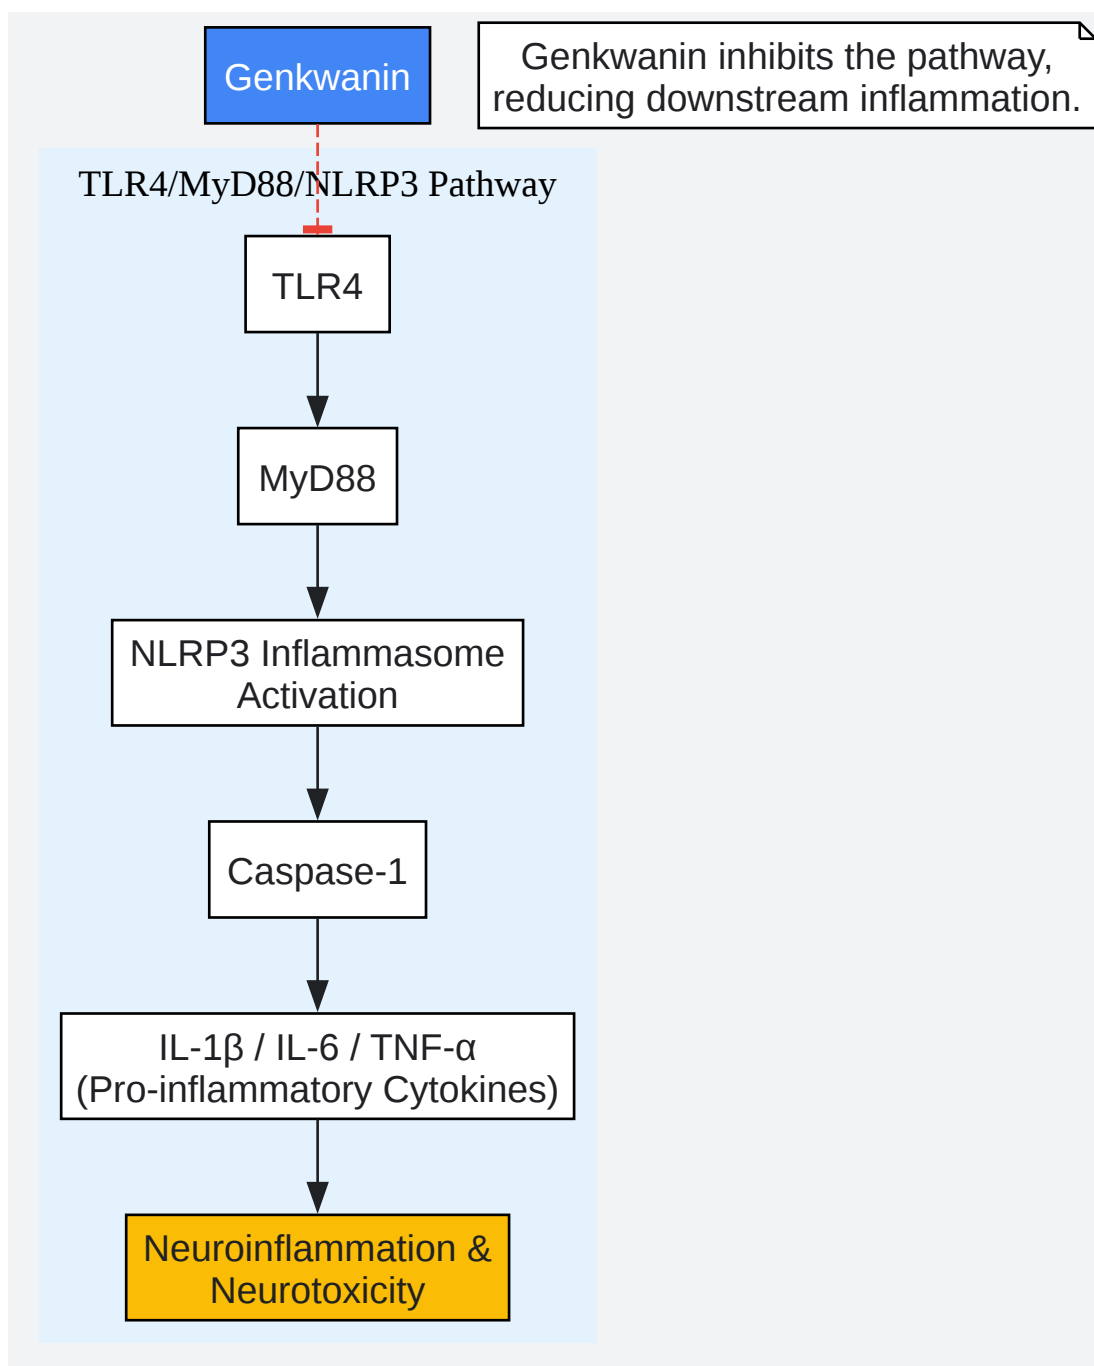 Genkwanin
Genkwanin inhibits the pathway,
reducing downstream inflammation.
TLR4/MyD88/NLRP3 Pathway
TLR4
MyD88
NLRP3 Inflammasome
Activation
Caspase-1
IL-1β / IL-6 / TNF-α
(Pro-inflammatory Cytokines)
Neuroinflammation &
Neurotoxicity